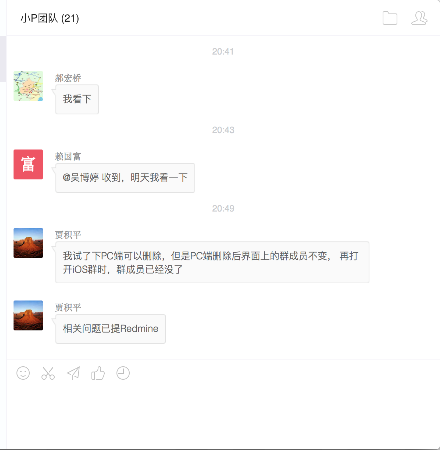 小P团队 (21)
20:41
郝宏桥
我看下
20:43
赖国富
富
@吴博婷 收到，明天我看一下
20:49
贾积平
我试了下PC端可以删除，但是PC端删除后界面上的群成员不变， 再打
开iOS群时，群成员已经没了
贾积平
相关问题已提Redmine